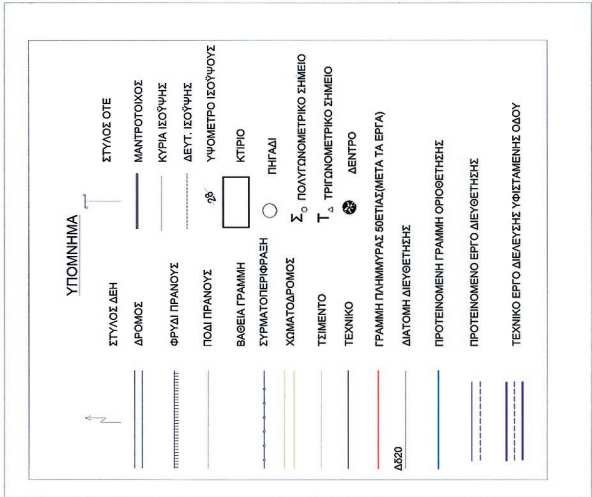 ΥΠΟΜΝΗΜΑ
ΣΤΥΛΟΣ ΔΕΗ
ΔΡΟΜΟΣ
ΦΡΥΔΙ ΠΡΑΝΟΥΣ
ΠΟΔΙ ΠΡΑΝΟΥΣ
ΒΑΘΕΙΑ ΓΡΑΜΜΗ
ΣΥΡΜΑΤΟΠΕΡΙΦΡΑΞΗ
ΧΩΜΑΤΟΔΡΟΜΟΣ
ΤΣΙΜΕΝΤΟ
ΤΕΧΝΙΚΟ
ΓΡΑΜΜΗ ΠΛΗΜΜΥΡΑΣ 50ΕΤΙΑΣ(ΜΕΤΑ ΤΑ ΕΡΓΑ)
Δδ20 ΔΙΑΤΟΜΗ ΔΙΕΥΘΕΤΗΣΗΣ
ΠΡΟΤΕΙΝΟΜΕΝΗ ΓΡΑΜΜΗ ΟΡΙΟΘΕΤΗΣΗΣ
ΠΡΟΤΕΙΝΟΜΕΝΟ ΕΡΓΟ ΔΙΕΥΘΕΤΗΣΗΣ
ΤΕΧΝΙΚΟ ΕΡΓΟ ΔΙΕΛΕΥΣΗΣ ΥΦΙΣΤΑΜΕΝΗΣ ΟΔΟΥ
ΣΤΥΛΟΣ ΟΤΕ
ΜΑΝΤΡΟΤΟΙΧΟΣ
ΚΥΡΙΑ ΙΣΟΫΨΗΣ
ΔΕΥΤ. ΙΣΟΫΨΗΣ
28 ΥΨΟΜΕΤΡΟ ΙΣΟΫΨΟΥΣ
ΚΤΙΡΙΟ
ΠΗΓΑΔΙ
Σ ΠΟΛΥΓΩΝΟΜΕΤΡΙΚΟ ΣΗΜΕΙΟ
Τ ΤΡΙΓΩΝΟΜΕΤΡΙΚΟ ΣΗΜΕΙΟ
ΔΕΝΤΡΟ